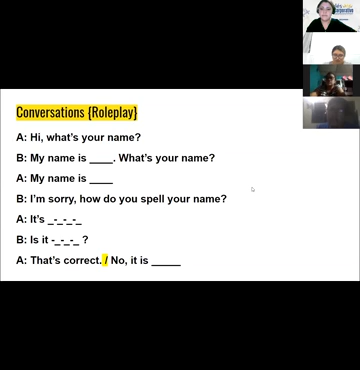 Conversations {Roleplay}
A: Hi, what's your name?
B: My name is ____. What's your name?
A: My name is ____
B: I'm sorry, how do you spell your name?
A: It's _-_-_-_
B: Is it -_-_-_ ?
A: That's correct. / No, it is _____